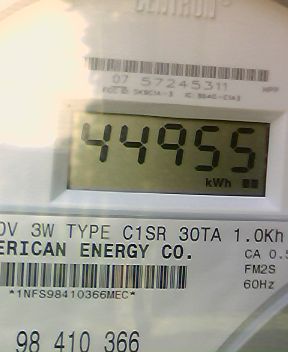 CENTRON
07 57245311
44955
kWh
0V 3W TYPE C1SR 30TA 1.0Kh
ERICAN ENERGY CO. CA 0.5
FM2S
*1NFS98410366MEC* 60Hz
98 410 366